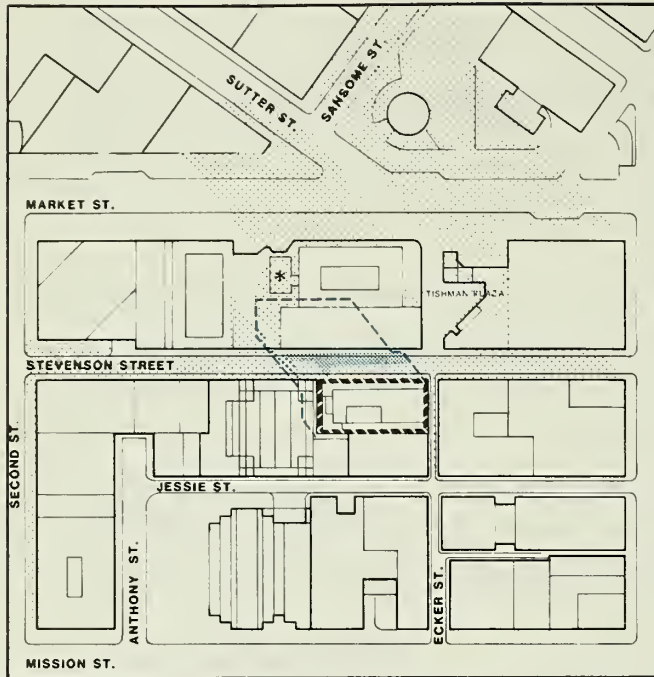 SUTTER ST.
SANSOME ST.
MARKET ST.
*
TISHMAN PLAZA
STEVENSON STREET
SECOND ST.
JESSIE ST.
ANTHONY ST.
ECKER ST.
MISSION ST.